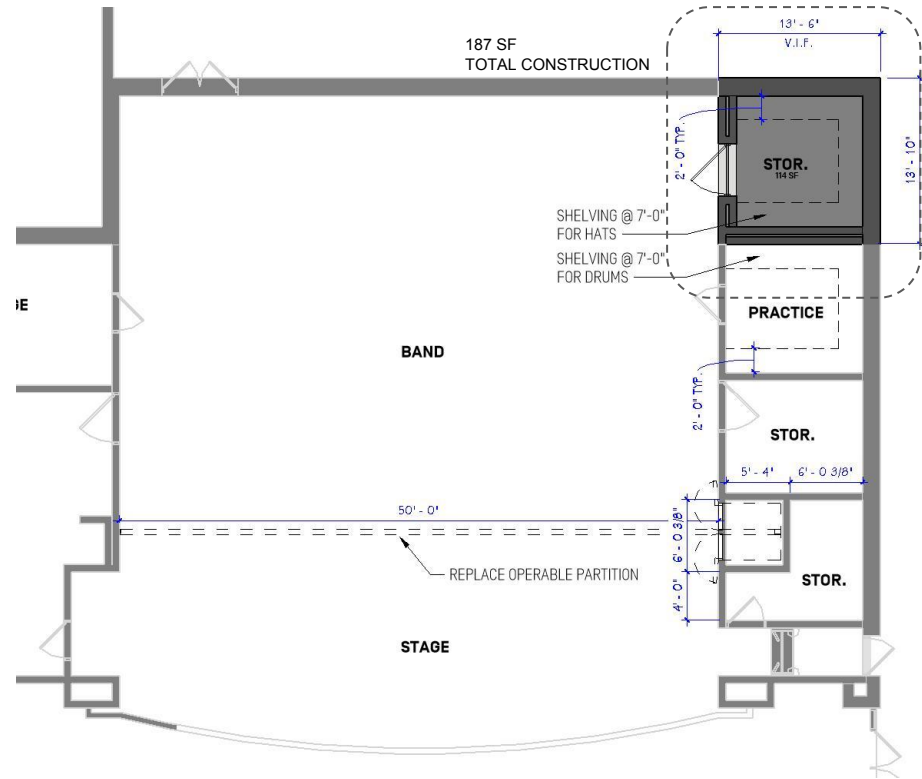 187 SF
TOTAL CONSTRUCTION
13' - 6"
V.I.F.
13' - 10"
2' - 0" TYP.
STOR.
114 SF
SHELVING @ 7'-0"
FOR HATS
SHELVING @ 7'-0"
FOR DRUMS
GE
PRACTICE
BAND
2' - 0" TYP.
STOR.
5' - 4"
6' - 0 3/8"
50' - 0"
6' - 0 3/8"
REPLACE OPERABLE PARTITION
4' - 0"
STOR.
STAGE